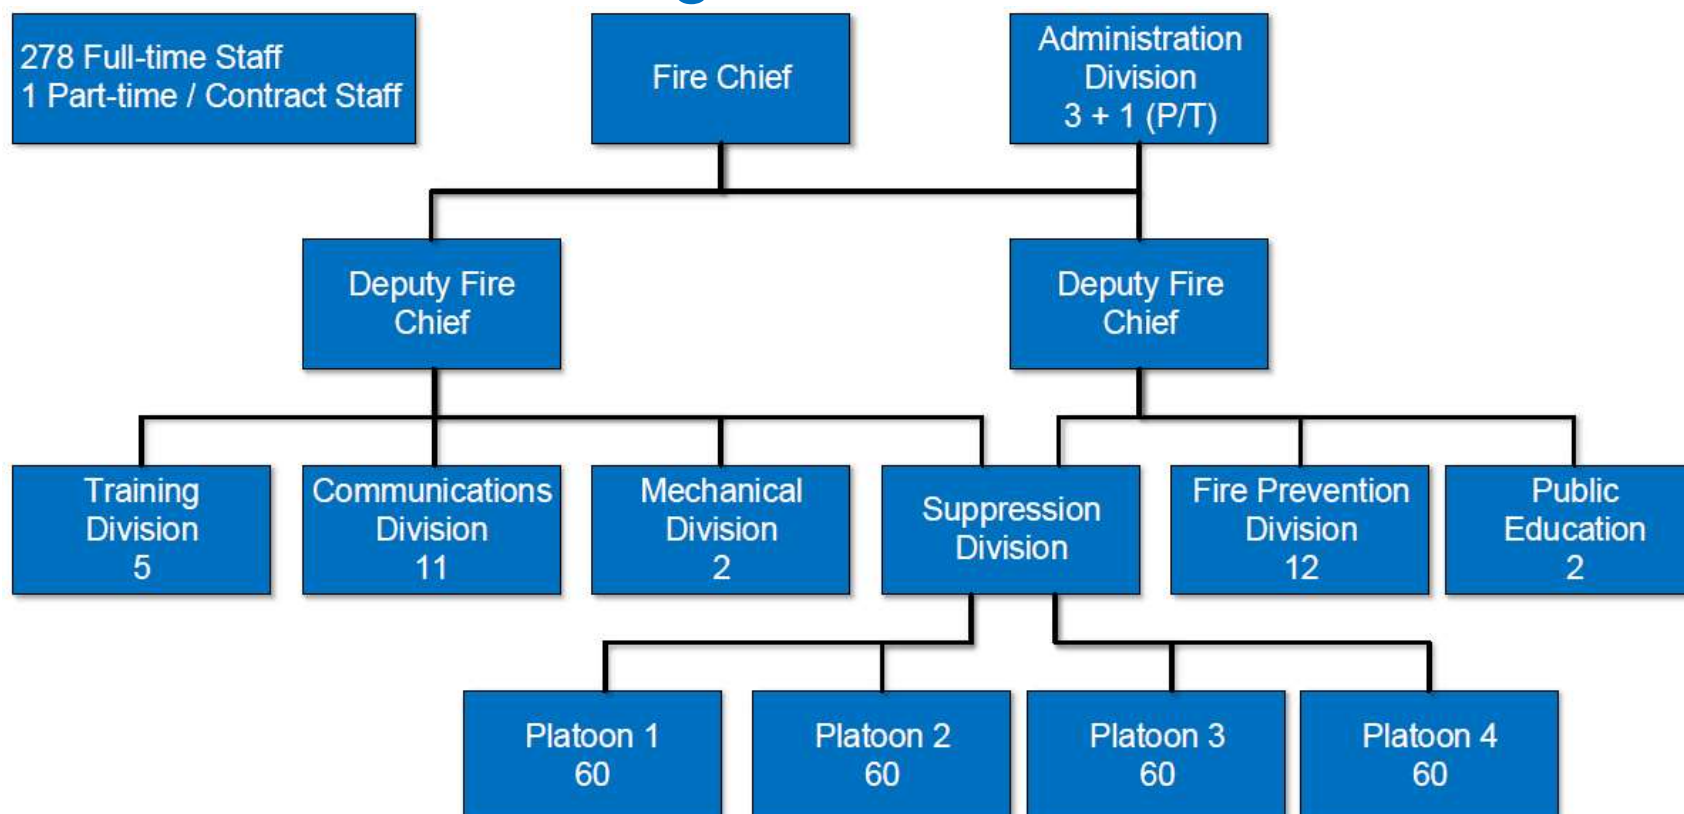 278 Full-time Staff
1 Part-time / Contract Staff
Fire Chief
Administration
Division
3 + 1 (P/T)
Deputy Fire
Chief
Deputy Fire
Chief
Training
Division
5
Communications
Division
11
Mechanical
Division
2
Suppression
Division
Fire Prevention
Division
12
Public
Education
2
Platoon 1
60
Platoon 2
60
Platoon 3
60
Platoon 4
60